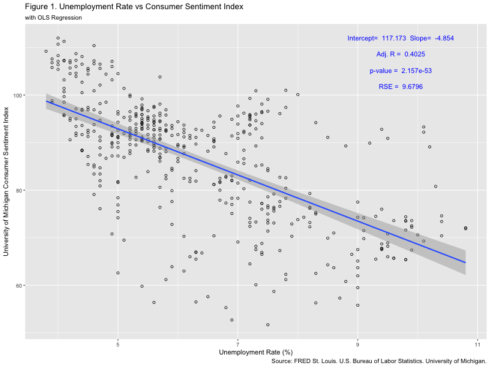 Figure 1. Unemployment Rate vs Consumer Sentiment Index
with OLS Regression
Intercept= 117.173 Slope= -4.854
Adj. R = 0.4025
p-value = 2.157e-53
RSE = 9.6796
University of Michigan Consumer Sentiment Index
100
80
60
5
7
9
11
Unemployment Rate (%)
Source: FRED St. Louis. U.S. Bureau of Labor Statistics. University of Michigan.